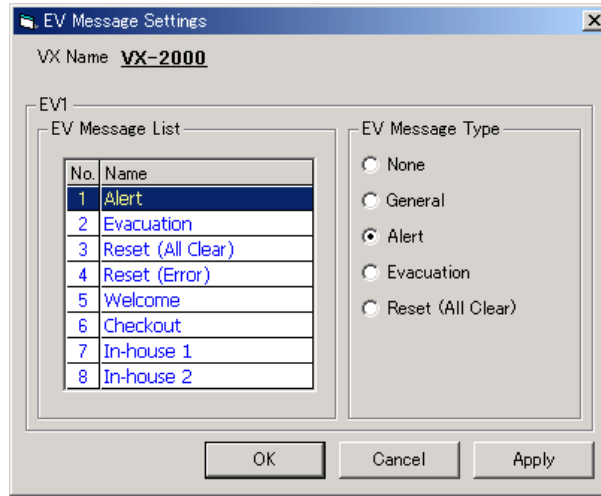 EV Message Settings
VX Name VX-2000
EV1
EV Message List
No. Name
1 Alert
2 Evacuation
3 Reset (All Clear)
4 Reset (Error)
5 Welcome
6 Checkout
7 In-house 1
8 In-house 2
EV Message Type
None
General
Alert
Evacuation
Reset (All Clear)
OK Cancel Apply